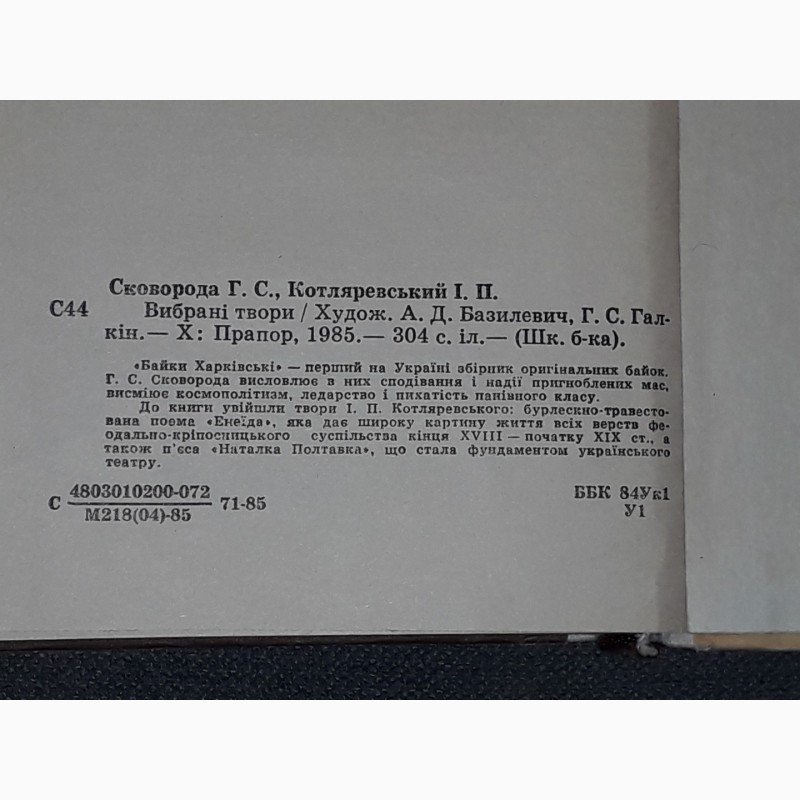 Сковорода Г. С., Котляревський І. П.
С44 Вибрані твори / Худож. А. Д. Базилевич, Г. С. Гал-
кін.— Х: Прапор, 1985.— 304 с. іл.— (Шк. б-ка).
«Байки Харківські» — перший на Україні збірник оригінальних байок.
Г. С. Сковорода висловлює в них сподівання і надії пригноблених мас,
висміює космополітизм, ледарство і пихатість панівного класу.
До книги увійшли твори І. П. Котляревського: бурлескно-травесто-
вана поема «Енеїда», яка дає широку картину життя всіх верств фе-
одально-кріпосницького суспільства кінця XVIII — початку XIX ст., а
також п'єса «Наталка Полтавка», що стала фундаментом українського
театру.
С 4803010200-072 71-85
М218(04)-85
ББК 84Ук1
У1